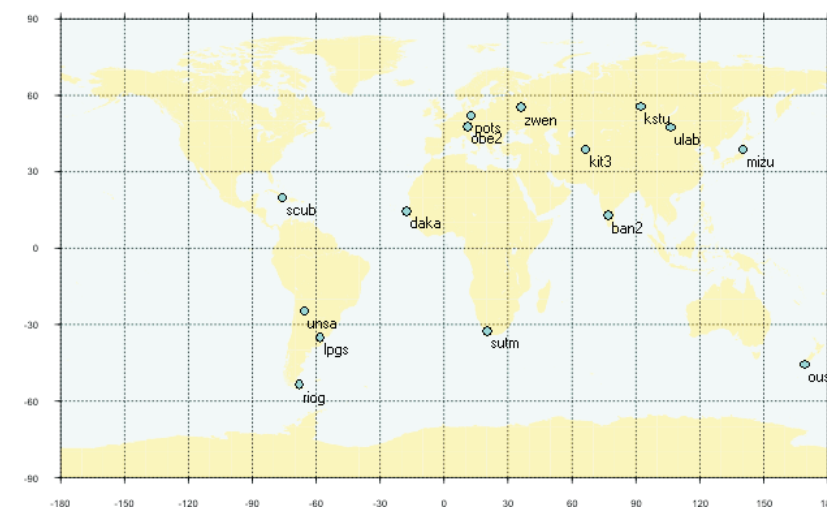 90
60
zwen
kstu
pots
obe2
ulab
kit3
mizu
30
scub
daka
ban2
0
-30
unsa
lpgs
sutm
ous
riog
-60
-90
-180 -150 -120 -90 -60 -30 0 30 60 90 120 150 18